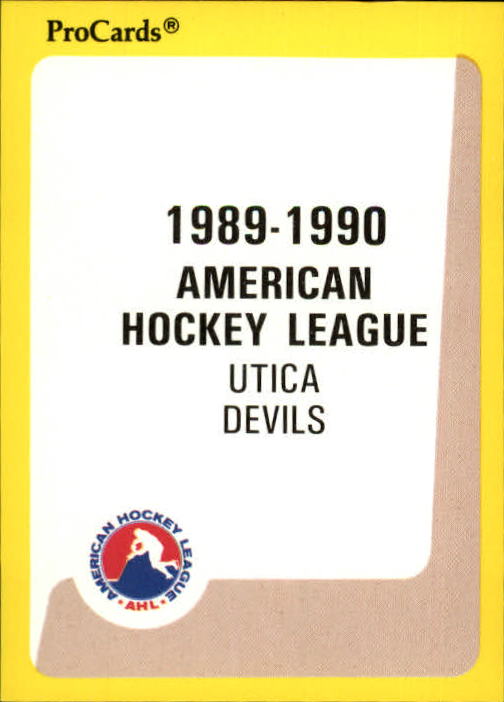 ProCards®
1989-1990
AMERICAN
HOCKEY LEAGUE
UTICA
DEVILS
AMERICAN HOCKEY LEAGUE
• AHL •